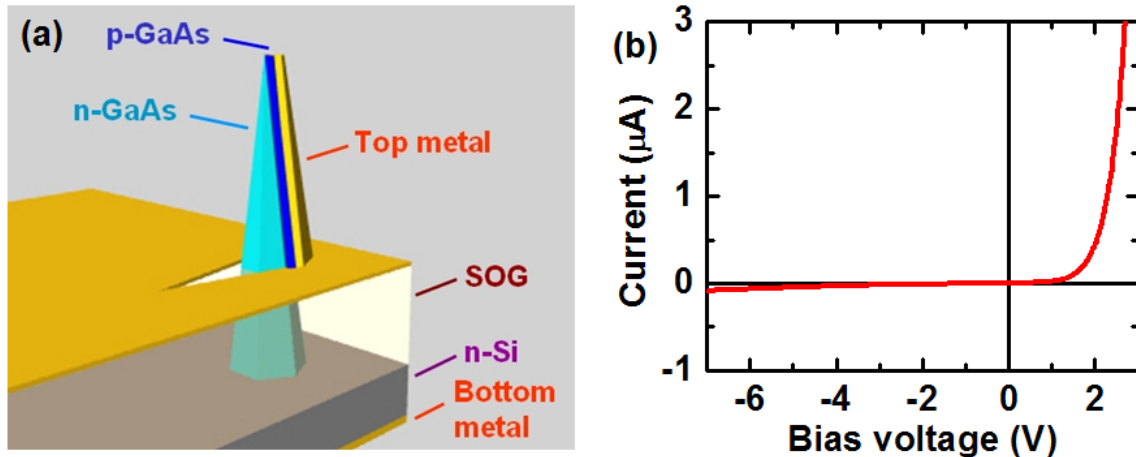 (a)
p-GaAs
n-GaAs
Top metal
SOG
n-Si
Bottom
metal
(b)
3
2
1
0
-1
-6
-4
-2
0
2
Current (μA)
Bias voltage (V)